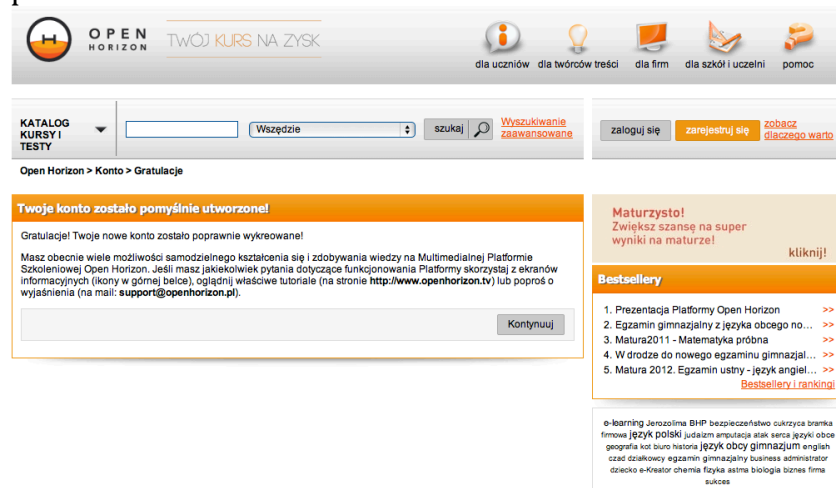 OPEN
HORIZON
TWÓJ KURS NA ZYSK
dla uczniów
dla twórców treści
dla firm
dla szkół i uczelni
pomoc
KATALOG
KURSY I
TESTY
Wszędzie
szukaj
Wyszukiwanie
zaawansowane
zaloguj się
zarejestruj się
zobacz
dlaczego warto
Open Horizon > Konto > Gratulacje
Twoje konto zostało pomyślnie utworzone!
Gratulacje! Twoje nowe konto zostało poprawnie wykreowane!
Masz obecnie wiele możliwości samodzielnego kształcenia się i zdobywania wiedzy na Multimedialnej Platformie
Szkoleniowej Open Horizon. Jeśli masz jakiekolwiek pytania dotyczące funkcjonowania Platformy skorzystaj z ekranów
informacyjnych (ikony w górnej belce), oglądnij właściwe tutoriale (na stronie http://www.openhorizon.tv) lub poproś o
wyjaśnienia (na mail: support@openhorizon.pl).
Kontynuuj
Maturzysto!
Zwiększ szansę na super
wyniki na maturze!
kliknij!
Bestsellery
1. Prezentacja Platformy Open Horizon >>
2. Egzamin gimnazjalny z języka obcego no... >>
3. Matura2011 - Matematyka próbna >>
4. W drodze do nowego egzaminu gimnazjal... >>
5. Matura 2012. Egzamin ustny - język angiel... >>
Bestsellery i rankingi
e-learning Jerozolima BHP bezpieczeństwo cukrzyca bramka
firmowa język polski judaizm amputacja atak serca języki obce
geografia kot biuro historia język obcy gimnazjum english
czad działkowcy egzamin gimnazjalny business administrator
dziecko e-Kreator chemia fizyka astma biologia biznes firma
sukces